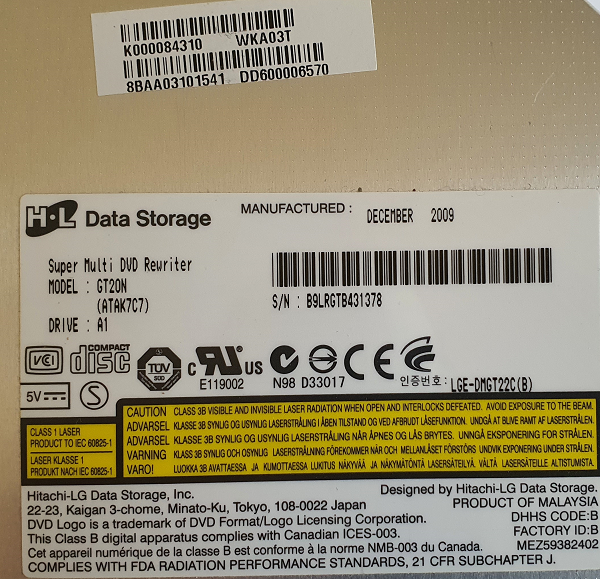 K000084310 WKA03T
8BAA03101541 DD600006570
H·L Data Storage
MANUFACTURED : DECEMBER 2009
Super Multi DVD Rewriter
MODEL : GT20N
(ATAK7C7)
DRIVE : A1
S/N : B9LRGTB431378
VCCI
COMPACT
disc
TÜV
SÜD
c RU US
E119002
N98 D33017
CE
인증번호: LGE-DMGT22C(B)
5V
S
CLASS 1 LASER
PRODUCT TO IEC 60825-1
LASER KLASSE 1
PRODUKT NACH IEC 60825-1
CAUTION CLASS 3B VISIBLE AND INVISIBLE LASER RADIATION WHEN OPEN AND INTERLOCKS DEFEATED. AVOID EXPOSURE TO THE BEAM.
ADVARSEL KLASSE 3B SYNLIG OG USYNLIG LASERSTRÅLING I ÅBEN TILSTAND OG VED AFBRUDT LÅSEFUNKTION. UNDGÅ AT BLIVE RAMT AF LASERSTRÅLEN.
ADVARSEL KLASSE 3B SYNLIG OG USYNLIG LASERSTRÅLING NÅR ÅPNES OG LÅS BRYTES. UNNGÅ EKSPONERING FOR STRÅLEN.
VARNING KLASS 3B SYNLIG OCH OSYNLIG LASERSTRÅLNING FÖREKOMMER NÄR OCH MELLANLÅSET FÖRSTÖRS UNDVIK EXPONERING UNDER STRÅLEN
VARO! LUOKKA 3B AVATTAESSA JA KUMOTTAESSA LUKITUS NÄKYVÄÄ JA NÄKYMÄTÖNTÄ LASERSÄTEILYÄ. VÄLTÄ LASERSÄTEILLE ALTISTUMISTA.
Hitachi-LG Data Storage, Inc.
22-23, Kaigan 3-chome, Minato-Ku, Tokyo, 108-0022 Japan
DVD Logo is a trademark of DVD Format/Logo Licensing Corporation.
This Class B digital apparatus complies with Canadian ICES-003.
Cet appareil numérique de la classe B est conforme à la norme NMB-003 du Canada.
COMPLIES WITH FDA RADIATION PERFORMANCE STANDARDS, 21 CFR SUBCHAPTER J.
Designed by Hitachi-LG Data Storage.
PRODUCT OF MALAYSIA
DHHS CODE:B
FACTORY ID:B
MEZ59382402